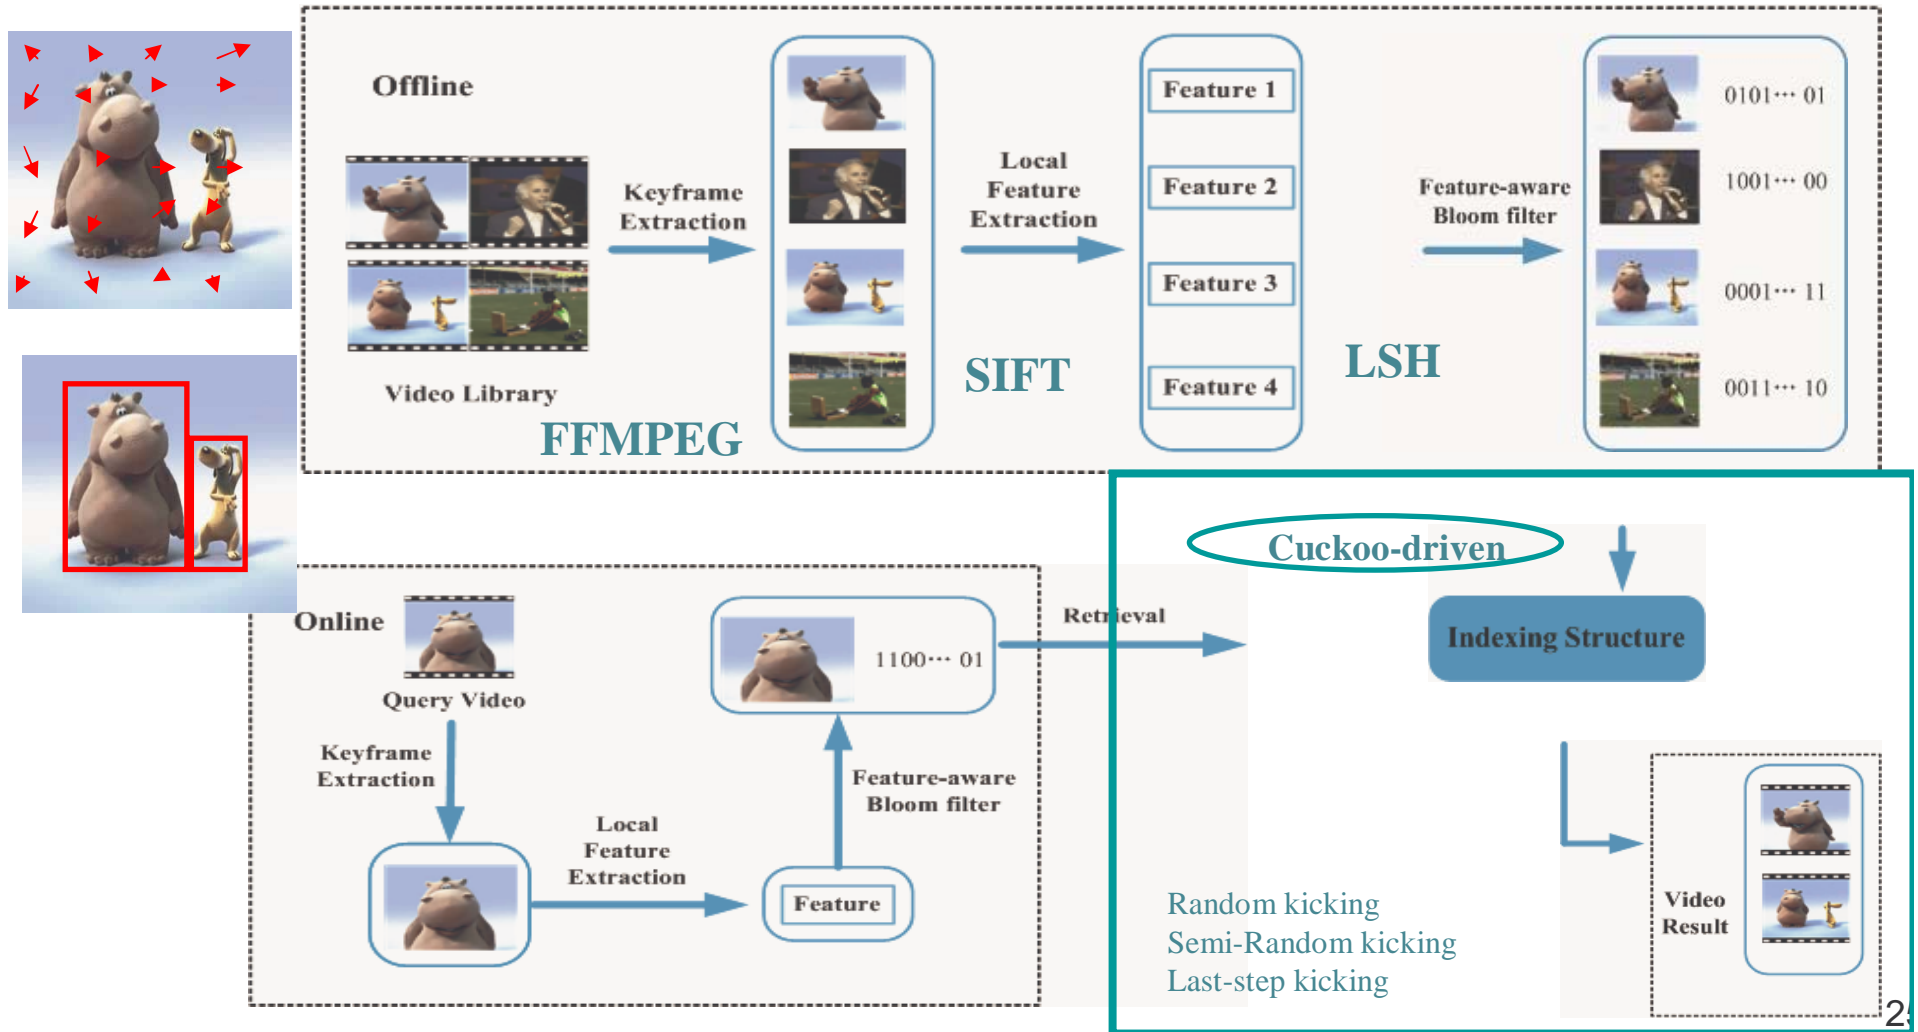 Offline
Video Library
Keyframe
Extraction
FFMPEG
Local
Feature
Extraction
SIFT
Feature 1
Feature 2
Feature 3
Feature 4
LSH
Feature-aware
Bloom filter
0101··· 01
1001··· 00
0001··· 11
0011··· 10
Online
Query Video
Keyframe
Extraction
Local
Feature
Extraction
Feature
Feature-aware
Bloom filter
1100··· 01
Retrieval
Cuckoo-driven
Indexing Structure
Random kicking
Semi-Random kicking
Last-step kicking
Video
Result